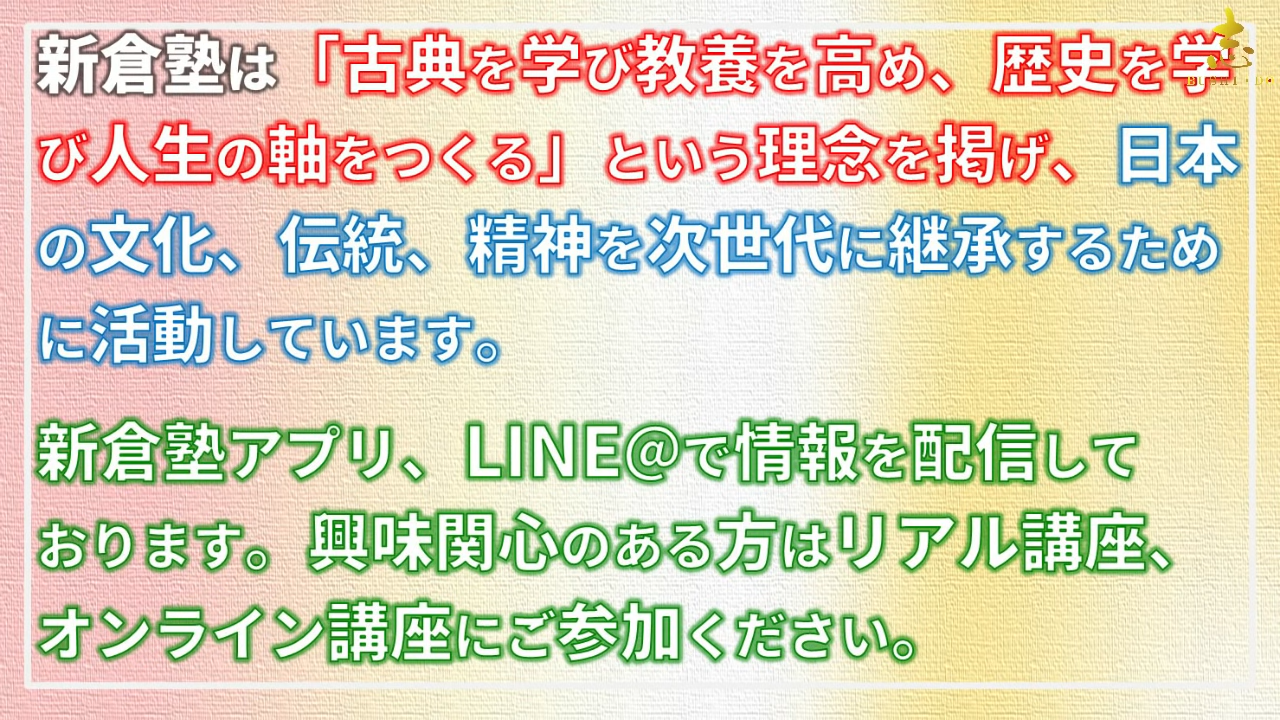 新倉塾は「古典を学び教養を高め、歴史を学
び人生の軸をつくる」という理念を掲げ、日本
の文化、伝統、精神を次世代に継承するため
に活動しています。
新倉塾アプリ、LINE@で情報を配信して
おります。興味関心のある方はリアル講座、
オンライン講座にご参加ください。